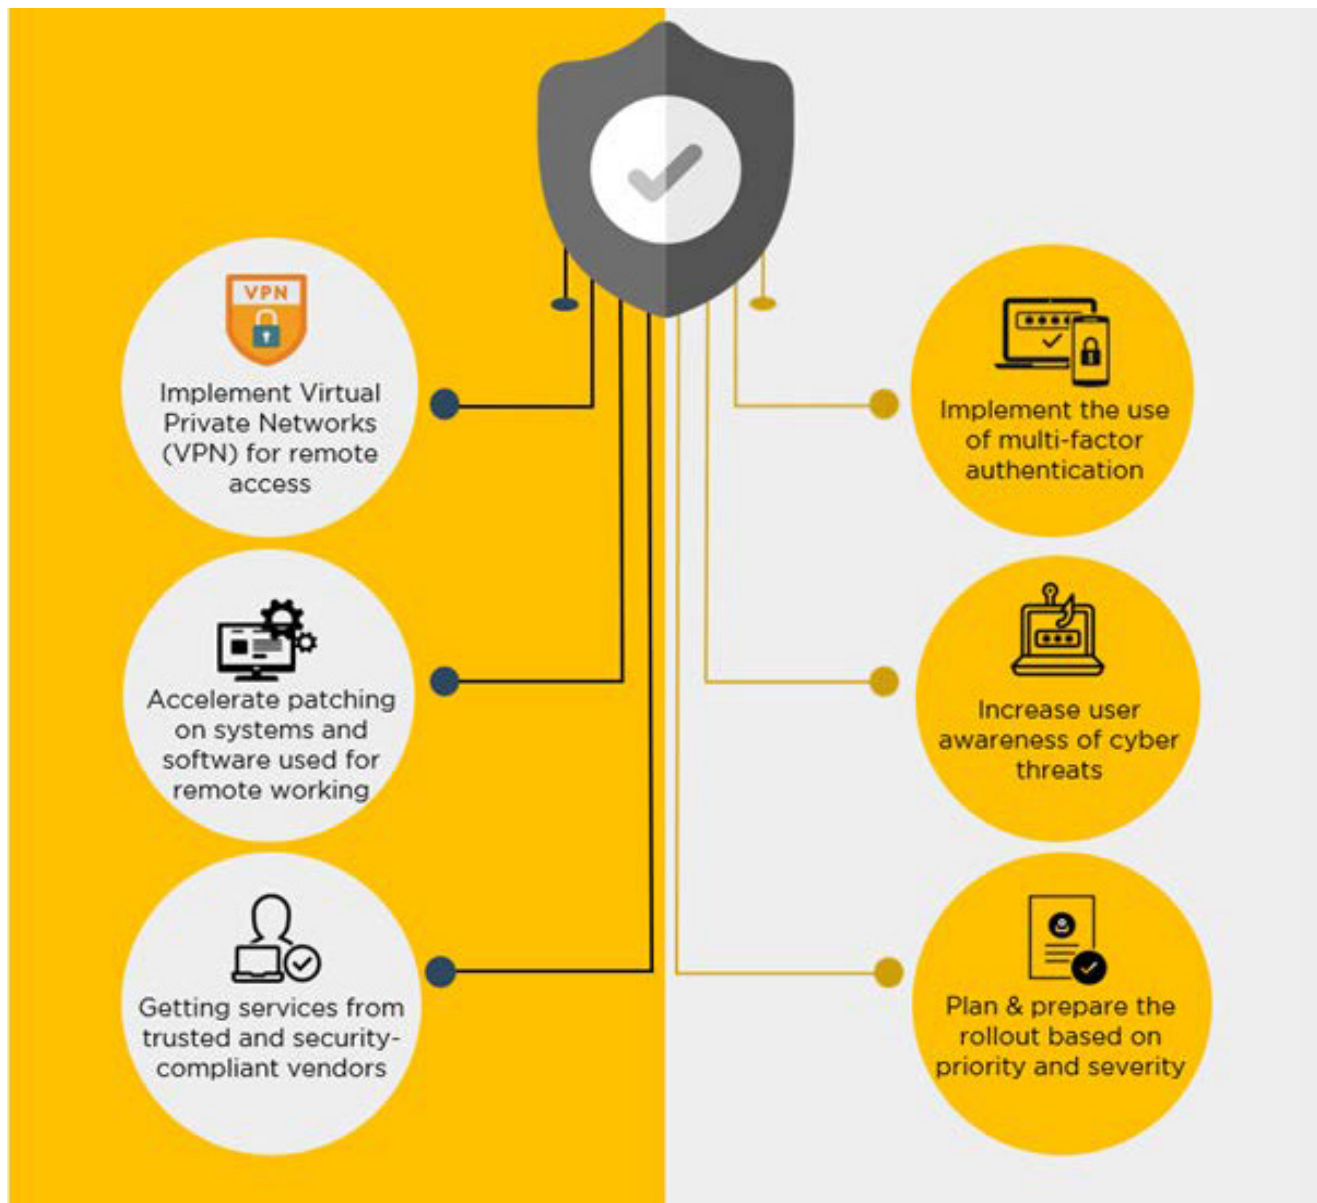 VPN
Implement Virtual
Private Networks
(VPN) for remote
access
Accelerate patching
on systems and
software used for
remote working
Getting services from
trusted and security-
compliant vendors
Implement the use
of multi-factor
authentication
Increase user
awareness of cyber
threats
Plan & prepare the
rollout based on
priority and severity